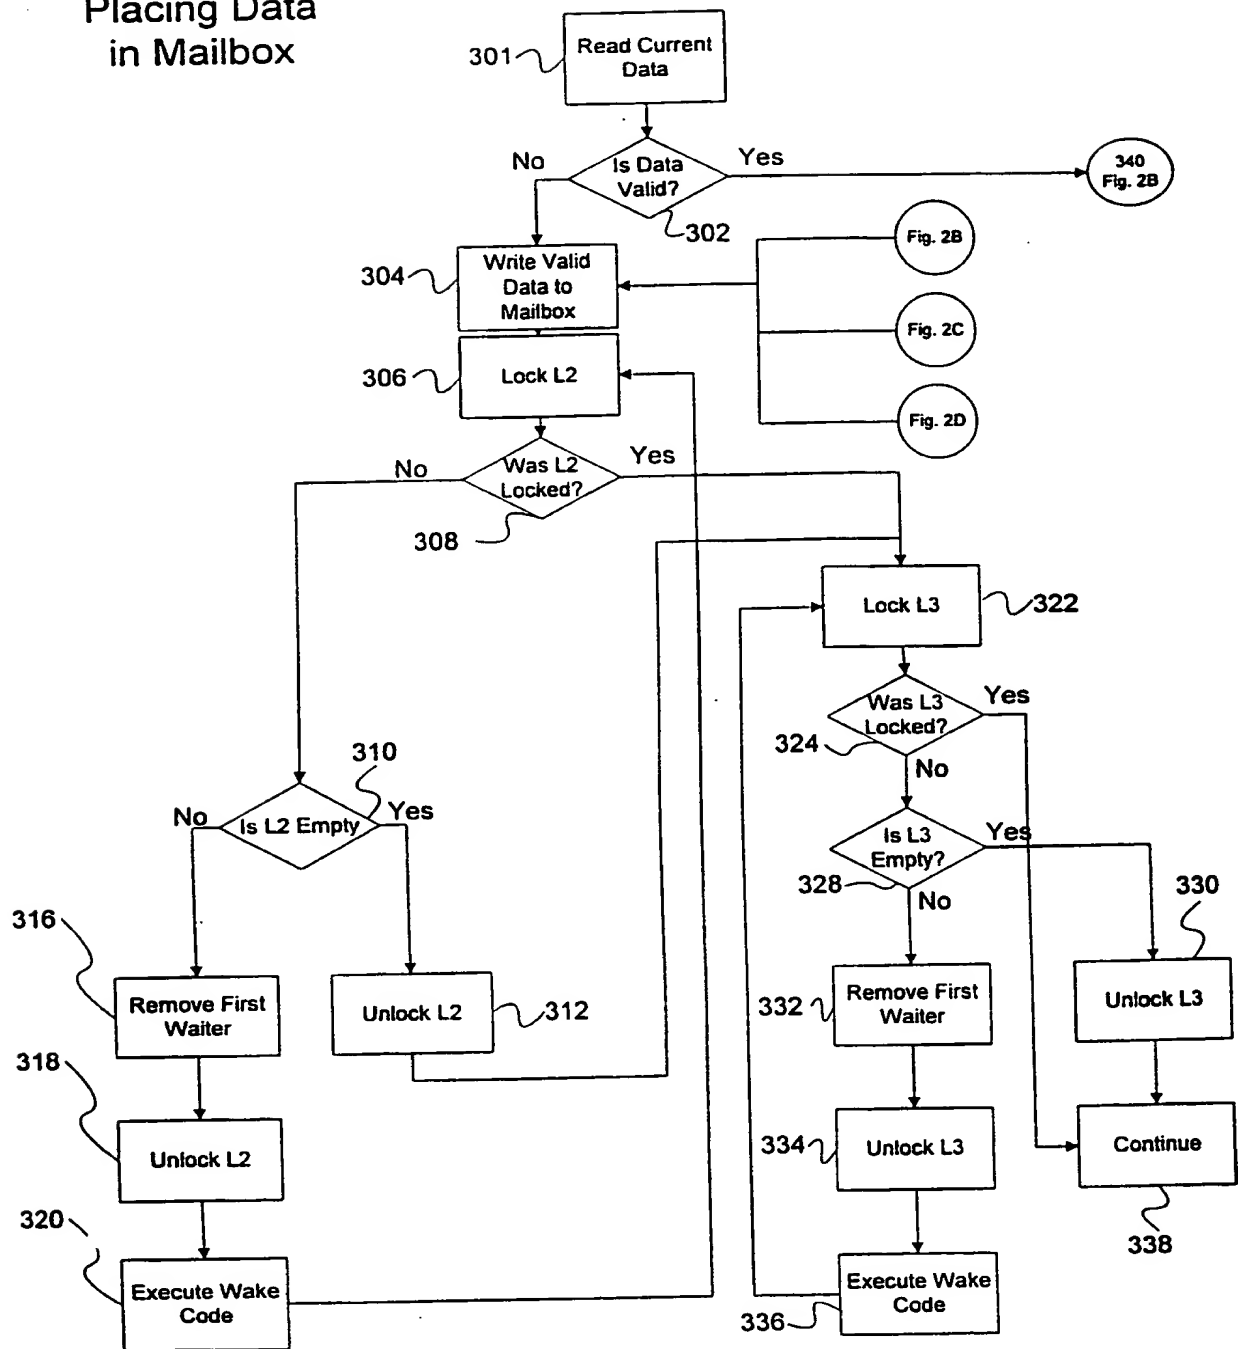 Placing Data
in Mailbox
301
Read Current
Data
No
Is Data
Valid?
Yes
340
Fig. 2B
302
Fig. 2B
304
Write Valid
Data to
Mailbox
Fig. 2C
306
Lock L2
Fig. 2D
No
Was L2
Locked?
Yes
308
Lock L3
322
Was L3
Locked?
Yes
324
No
310
No
Is L2 Empty
Yes
Is L3
Empty?
Yes
328
No
330
316
Remove First
Waiter
Unlock L2
312
332
Remove First
Waiter
Unlock L3
318
Unlock L2
334
Unlock L3
Continue
338
320
Execute Wake
Code
Execute Wake
Code
336